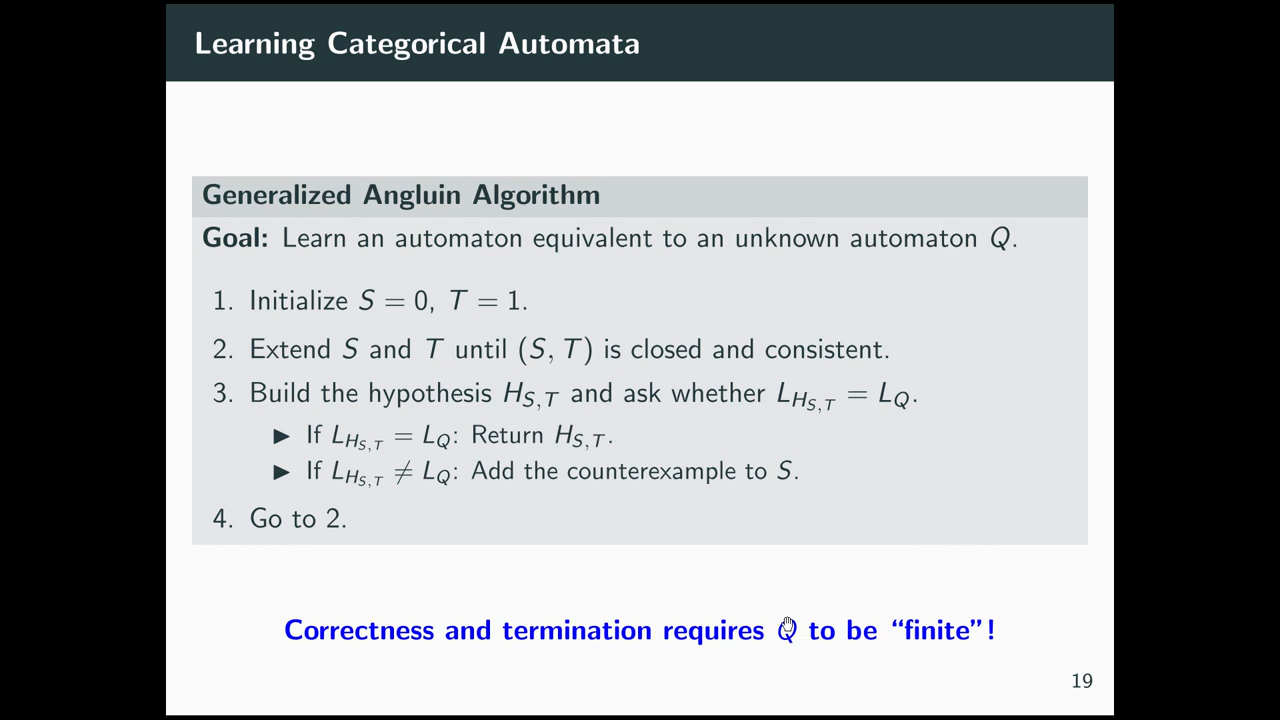 Learning Categorical Automata
Generalized Angluin Algorithm
Goal: Learn an automaton equivalent to an unknown automaton Q.
1. Initialize S = 0, T = 1.
2. Extend S and T until (S, T) is closed and consistent.
3. Build the hypothesis H_{S,T} and ask whether L_{H_{S,T}} = L_Q.
▶ If L_{H_{S,T}} = L_Q: Return H_{S,T}.
▶ If L_{H_{S,T}} ≠ L_Q: Add the counterexample to S.
4. Go to 2.
Correctness and termination requires Q to be “finite”!
19